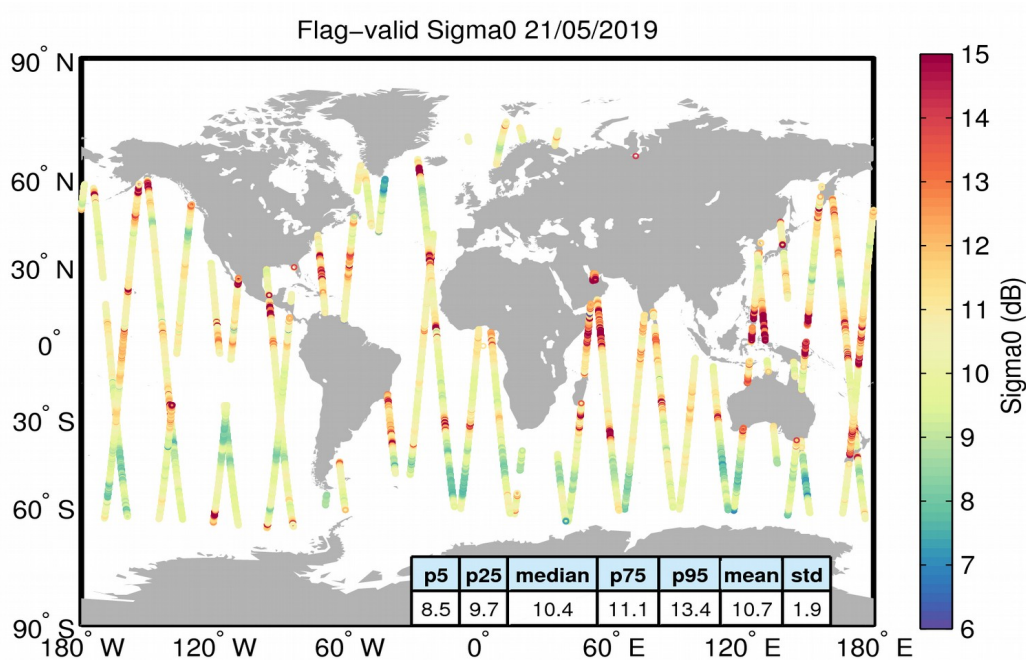 Flag−valid Sigma0 21/05/2019
90° N
60° N
30° N
0°
30° S
60° S
90° S
180° W
120° W
60° W
0°
60° E
120° E
180° E
p5 p25 median p75 p95 mean std
8.5 9.7 10.4 11.1 13.4 10.7 1.9
15
14
13
12
11
10
9
8
7
6
Sigma0 (dB)